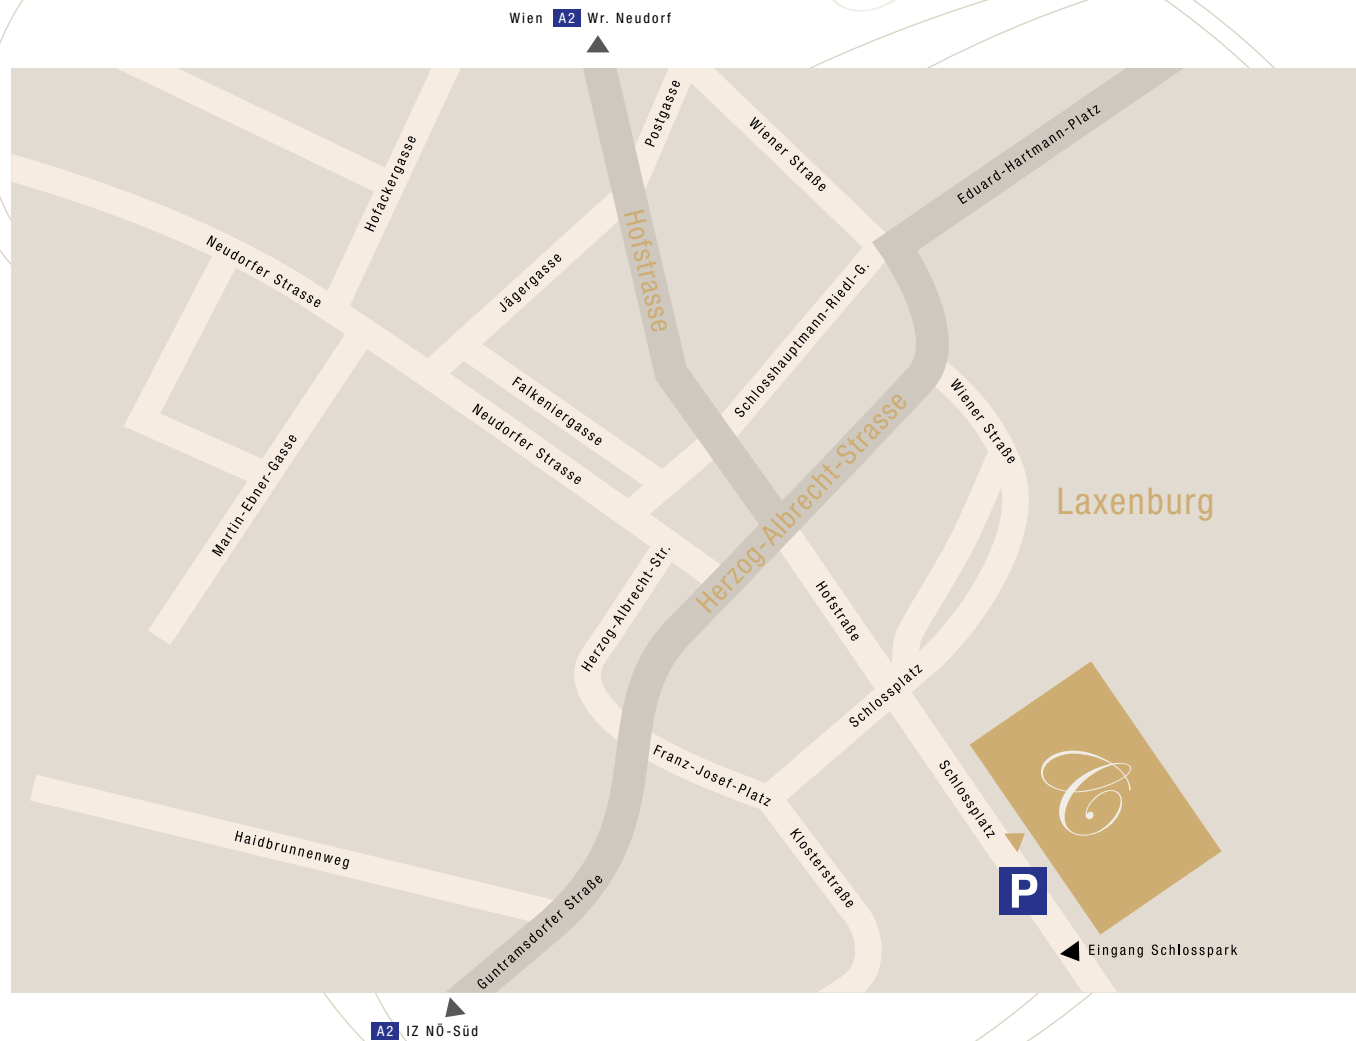 Wien A2 Wr. Neudorf
Postgasse
Wiener Straße
Eduard-Hartmann-Platz
Hofackergasse
Neudorfer Strasse
Jägergasse
Hofstrasse
Schlosshauptmann-Riedl-G.
Falkeniergasse
Neudorfer Strasse
Herzog-Albrecht-Strasse
Wiener Straße
Martin-Ebner-Gasse
Laxenburg
Herzog-Albrecht-Str.
Hofstraße
Schlossplatz
Franz-Josef-Platz
Schlossplatz
C
Haidbrunnenweg
Klosterstraße
P
Guntramsdorfer Straße
Eingang Schlosspark
A2 IZ NÖ-Süd